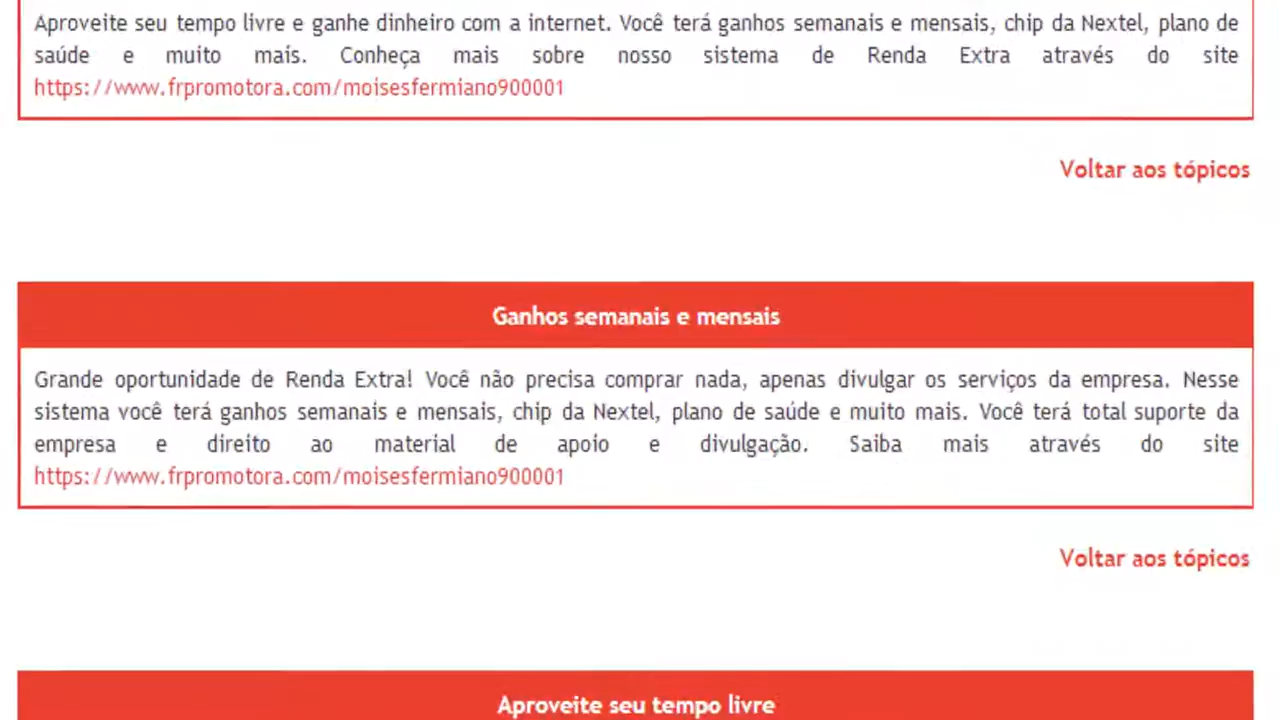 Aproveite seu tempo livre e ganhe dinheiro com a internet. Você terá ganhos semanais e mensais, chip da Nextel, plano de
saúde e muito mais. Conheça mais sobre nosso sistema de Renda Extra através do site
https://www.frpromotora.com/moisesfermiano900001
Voltar aos tópicos
Ganhos semanais e mensais
Grande oportunidade de Renda Extra! Você não precisa comprar nada, apenas divulgar os serviços da empresa. Nesse
sistema você terá ganhos semanais e mensais, chip da Nextel, plano de saúde e muito mais. Você terá total suporte da
empresa e direito ao material de apoio e divulgação. Saiba mais através do site
https://www.frpromotora.com/moisesfermiano900001
Voltar aos tópicos
Aproveite seu tempo livre